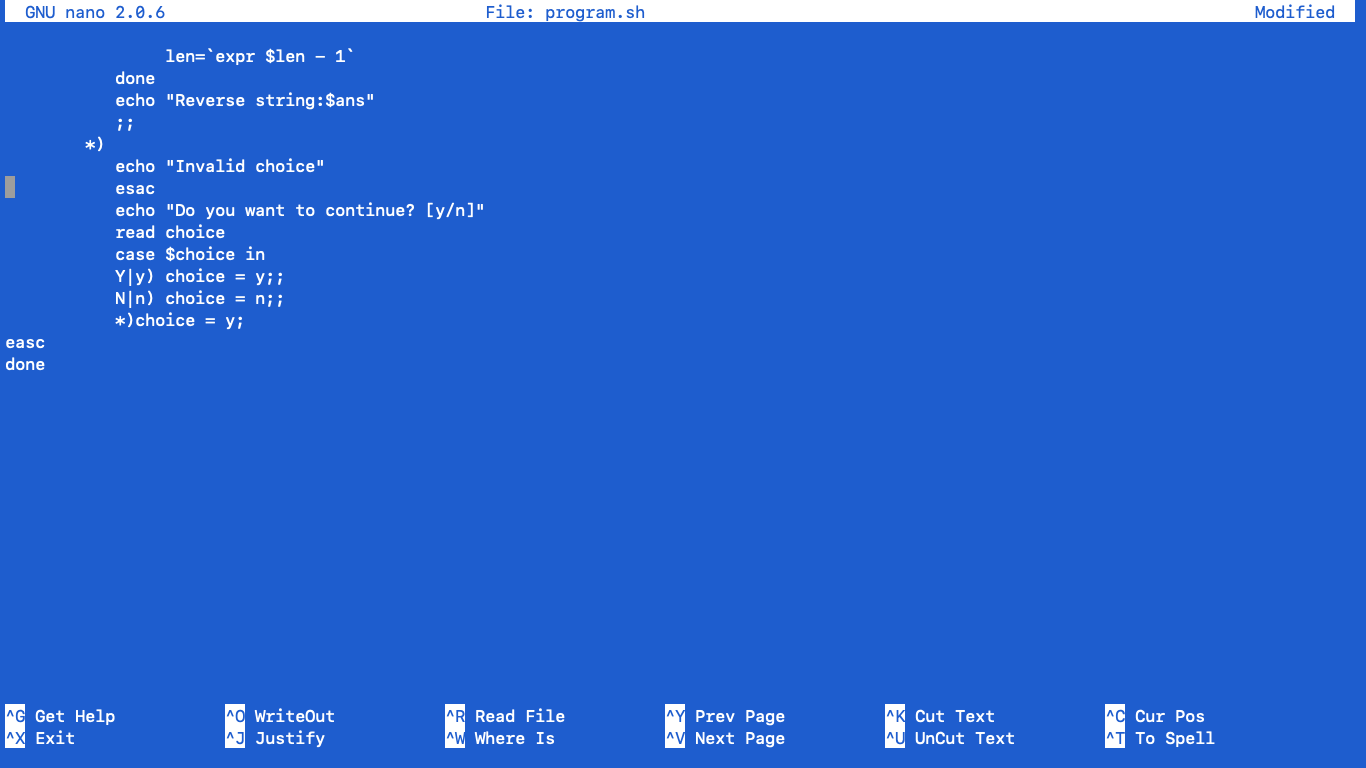 GNU nano 2.0.6 File: program.sh Modified
len=`expr $len – 1`
done
echo "Reverse string:$ans"
;;
*)
echo "Invalid choice"
esac
echo "Do you want to continue? [y/n]"
read choice
case $choice in
Y|y) choice = y;;
N|n) choice = n;;
*)choice = y;
easc
done
^G Get Help ^O WriteOut ^R Read File ^Y Prev Page ^K Cut Text ^C Cur Pos
^X Exit ^J Justify ^W Where Is ^V Next Page ^U UnCut Text ^T To Spell